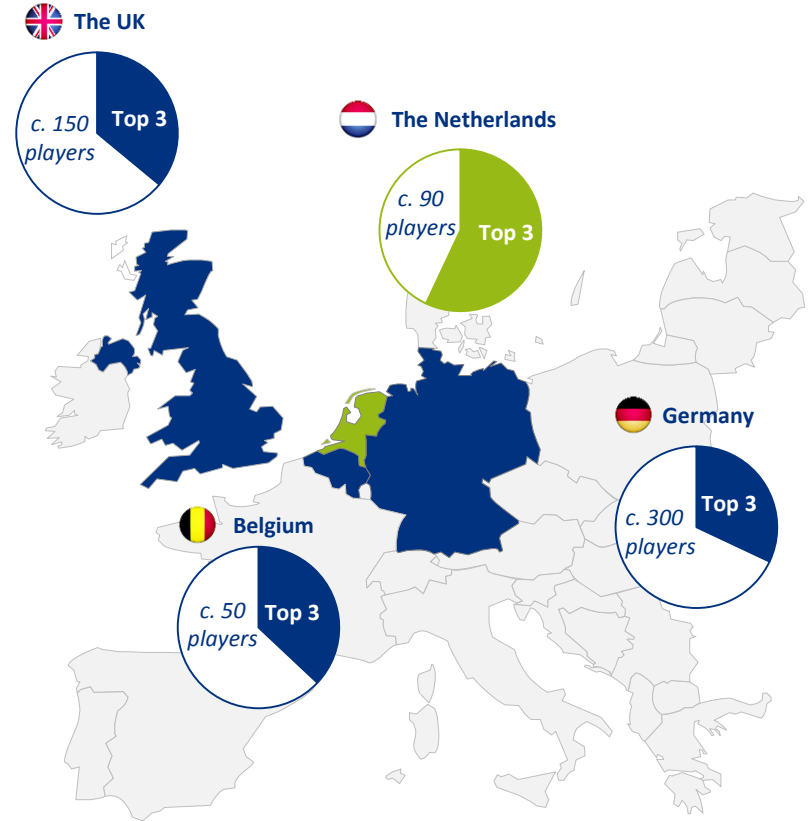 The UK
c. 150
players
Top 3
The Netherlands
c. 90
players
Top 3
Germany
c. 300
players
Top 3
Belgium
c. 50
players
Top 3